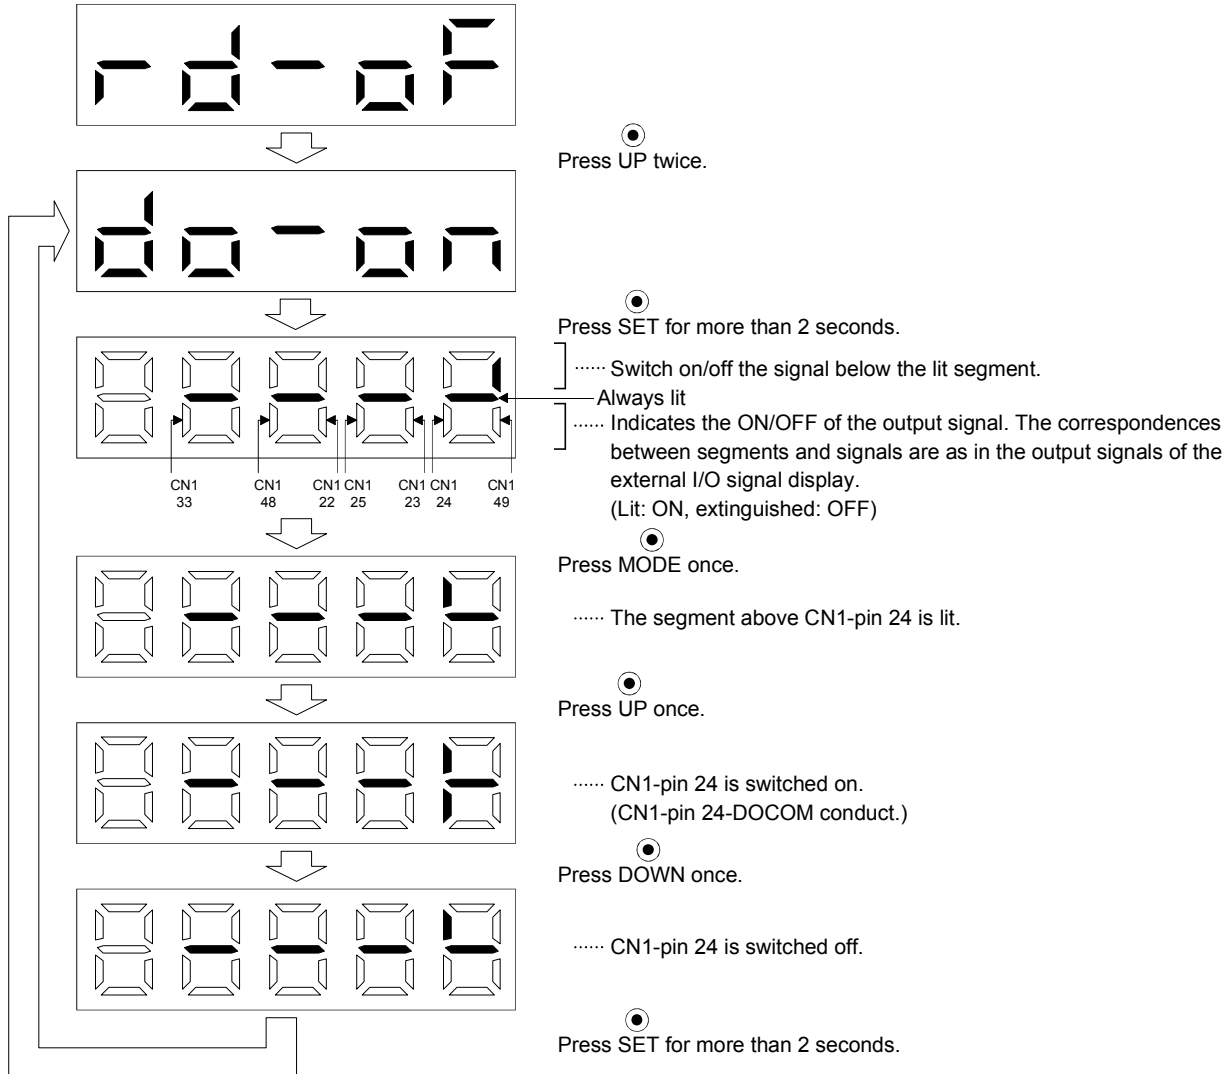 rd-oF
Press UP twice.
do-on
Press SET for more than 2 seconds.
...... Switch on/off the signal below the lit segment.
Always lit
...... Indicates the ON/OFF of the output signal. The correspondences
between segments and signals are as in the output signals of the
external I/O signal display.
(Lit: ON, extinguished: OFF)
CN1 CN1 CN1 CN1 CN1 CN1 CN1
33 48 22 25 23 24 49
Press MODE once.
...... The segment above CN1-pin 24 is lit.
Press UP once.
...... CN1-pin 24 is switched on.
(CN1-pin 24-DOCOM conduct.)
Press DOWN once.
...... CN1-pin 24 is switched off.
Press SET for more than 2 seconds.